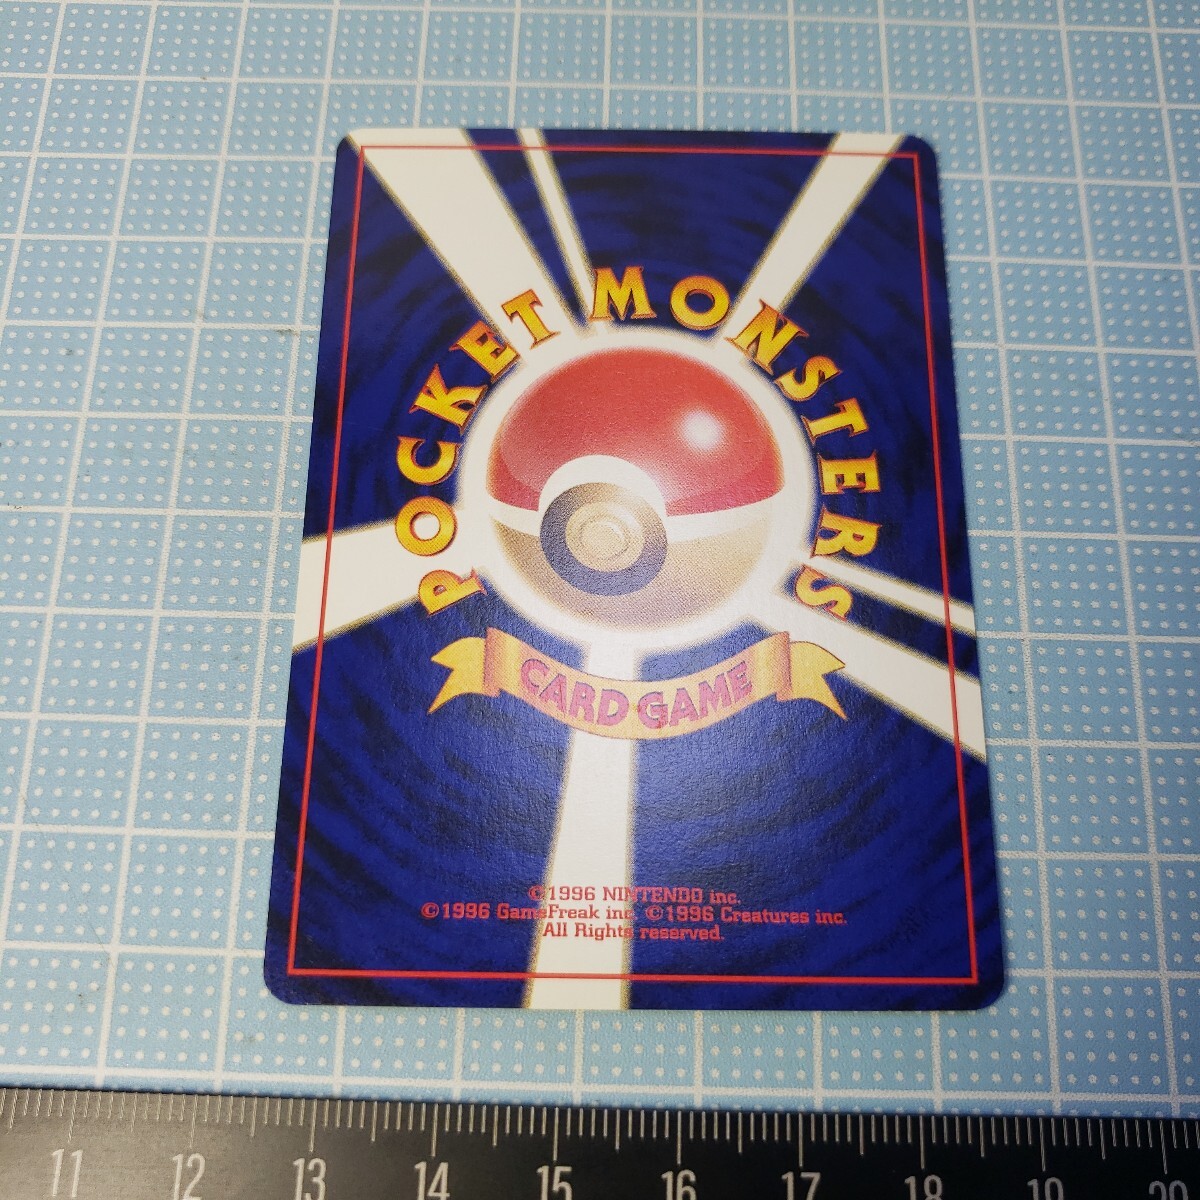 POCKET MONSTERS
CARD GAME
©1996 NINTENDO inc.
©1996 GameFreak inc. ©1996 Creatures inc.
All Rights reserved.
11 12 13 14 15 16 17 18 19 20